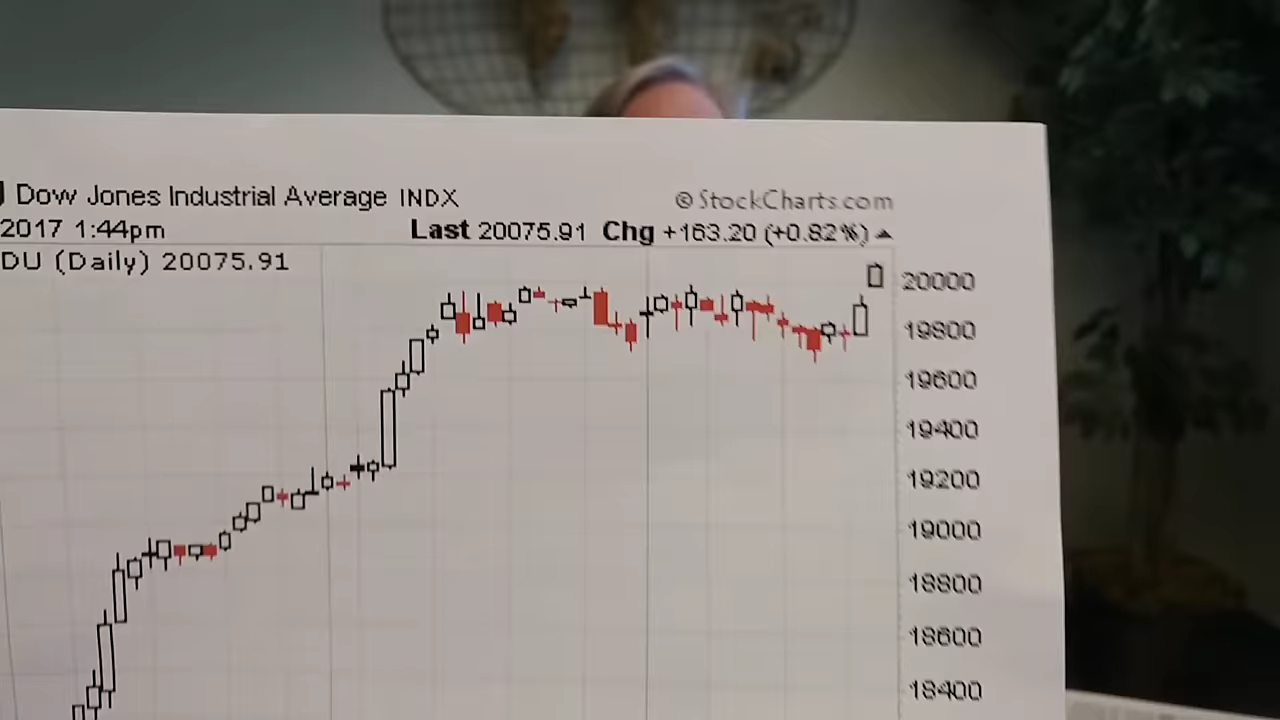 Dow Jones Industrial Average INDX
© StockCharts.com
2017 1:44pm
Last 20075.91 Chg +163.20 (+0.82%)
DU (Daily) 20075.91
20000
19800
19600
19400
19200
19000
18800
18600
18400